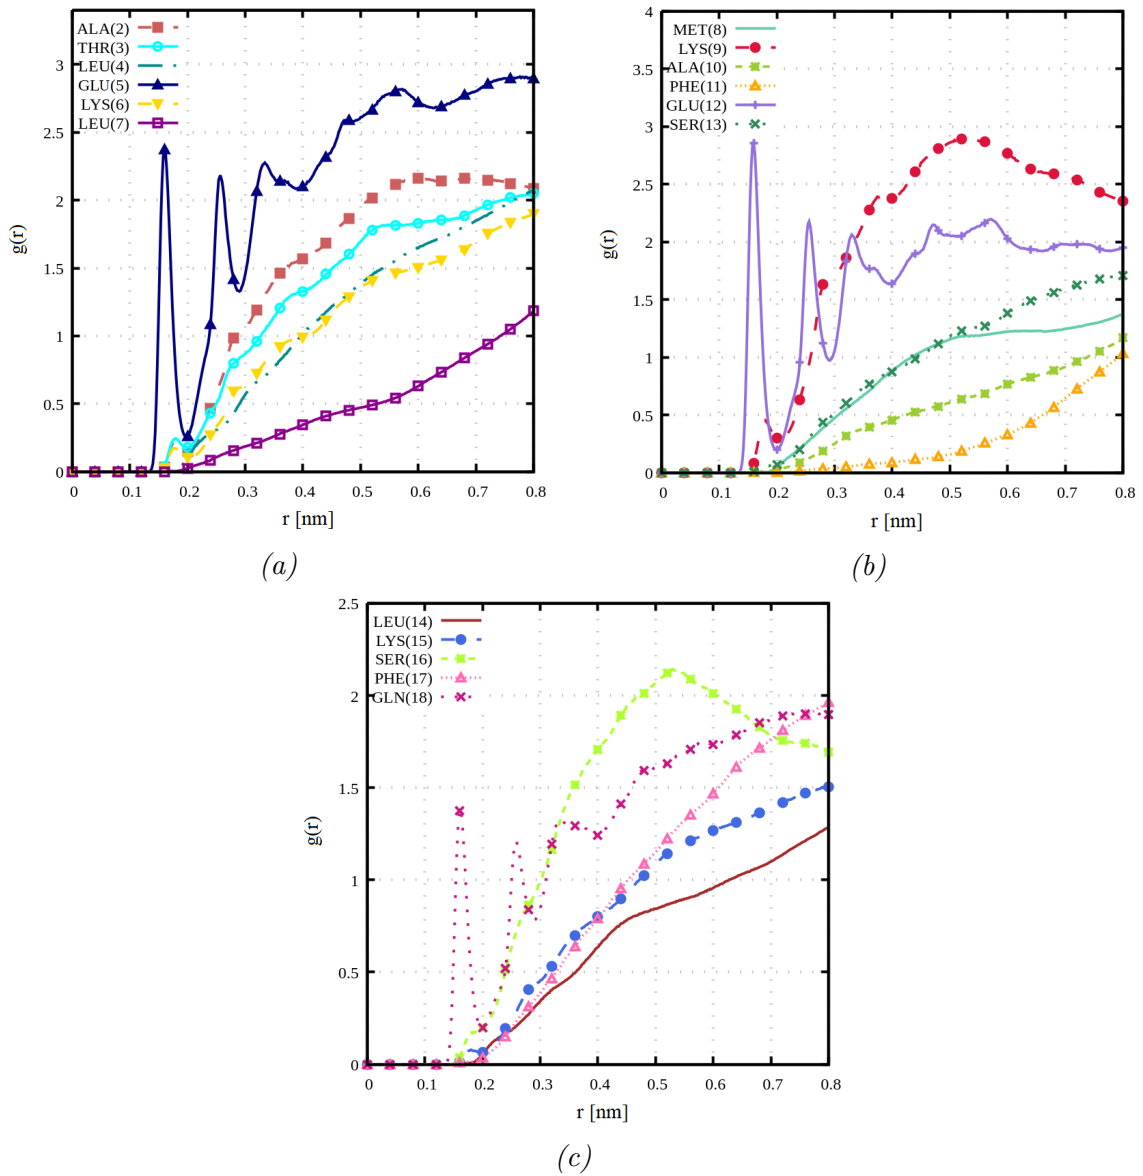 ALA(2)
THR(3)
LEU(4)
GLU(5)
LYS(6)
LEU(7)
g(r)
3
2.5
2
1.5
1
0.5
0
0 0.1 0.2 0.3 0.4 0.5 0.6 0.7 0.8
r [nm]
(a)
MET(8)
LYS(9)
ALA(10)
PHE(11)
GLU(12)
SER(13)
g(r)
4
3.5
3
2.5
2
1.5
1
0.5
0
0 0.1 0.2 0.3 0.4 0.5 0.6 0.7 0.8
r [nm]
(b)
LEU(14)
LYS(15)
SER(16)
PHE(17)
GLN(18)
g(r)
2.5
2
1.5
1
0.5
0
0 0.1 0.2 0.3 0.4 0.5 0.6 0.7 0.8
r [nm]
(c)